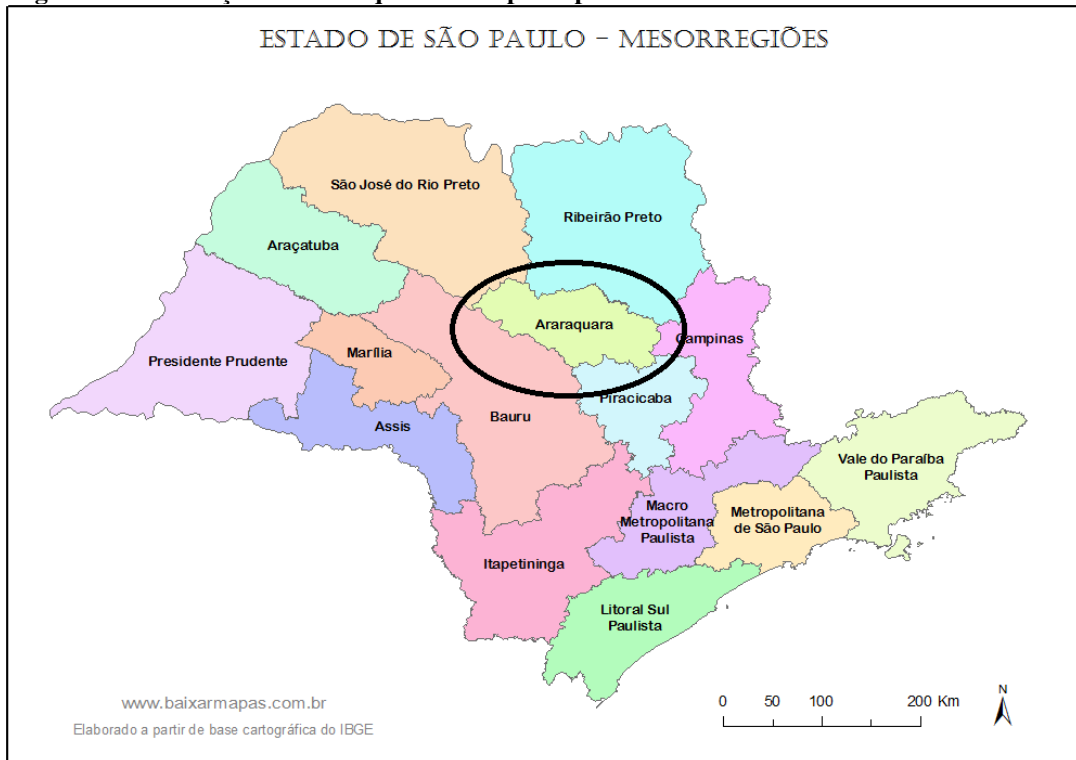 ESTADO DE SÃO PAULO - MESORREGIÕES
São José do Rio Preto
Ribeirão Preto
Araçatuba
Araraquara
Campinas
Presidente Prudente
Marília
Piracicaba
Bauru
Assis
Vale do Paraíba
Paulista
Macro
Metropolitana
Paulista
Metropolitana
de São Paulo
Itapetininga
Litoral Sul
Paulista
www.baixarmapas.com.br
Elaborado a partir de base cartográfica do IBGE
0 50 100 200 Km
N